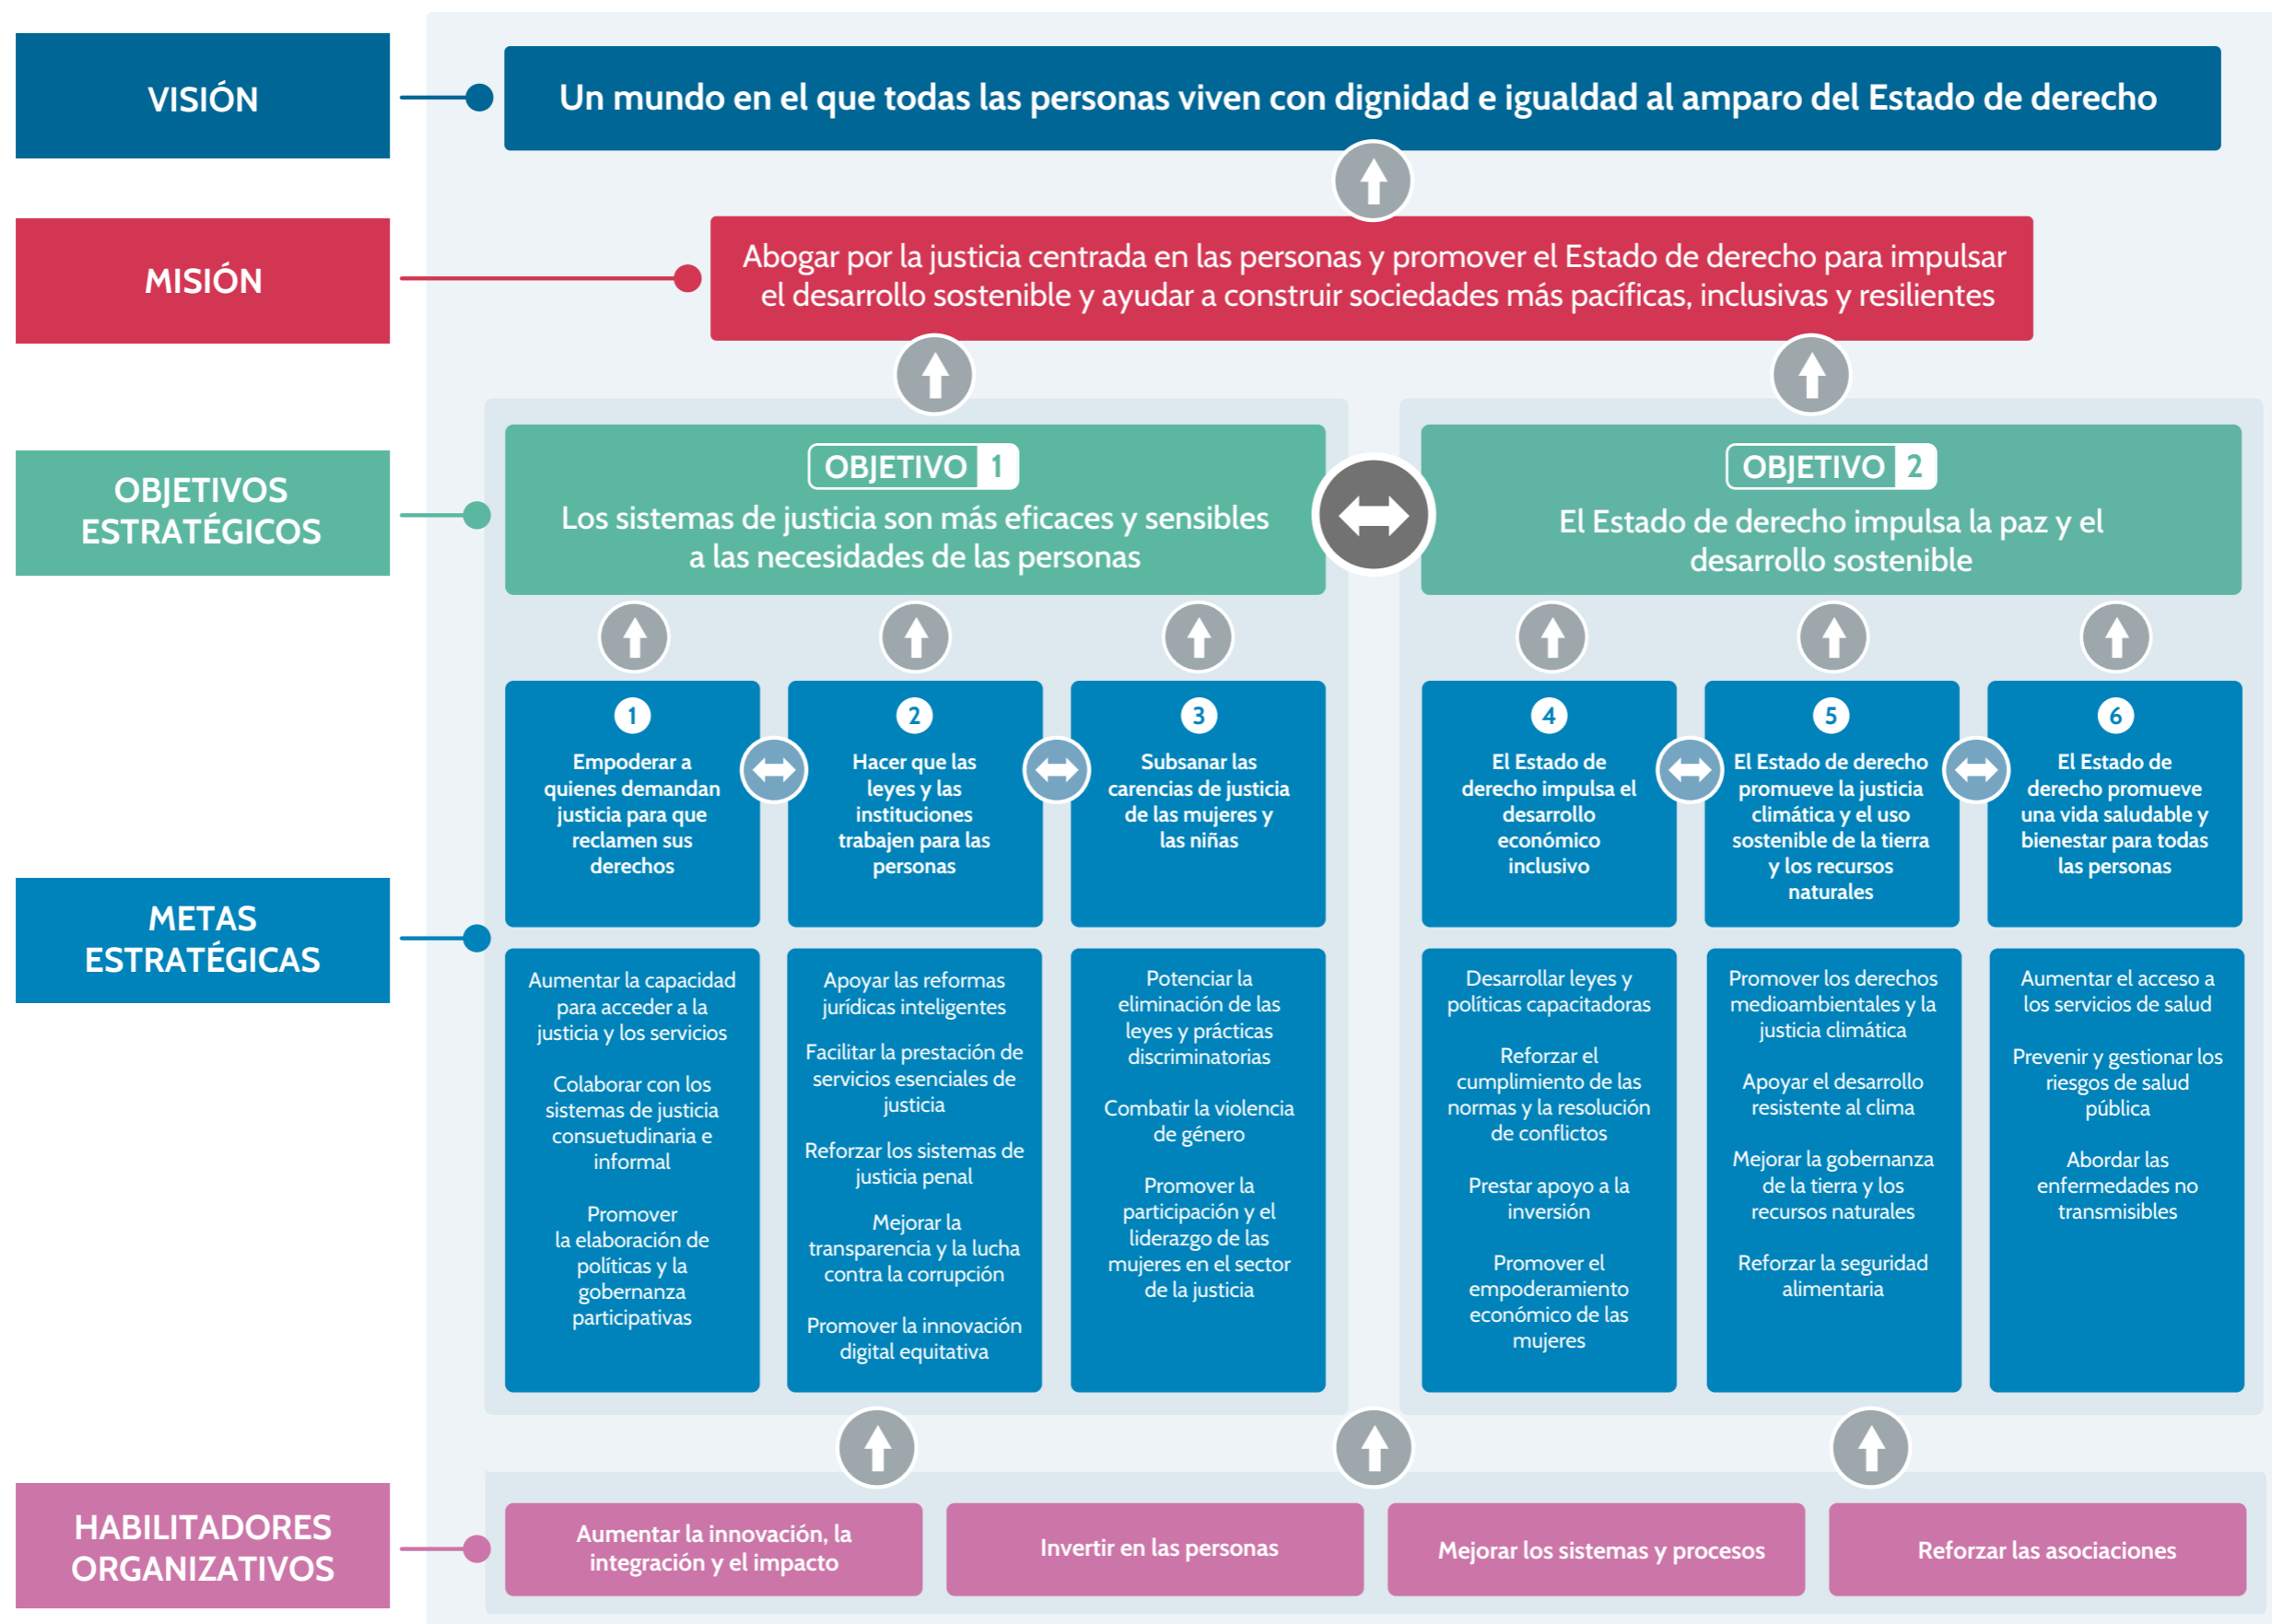 VISIÓN
Un mundo en el que todas las personas viven con dignidad e igualdad al amparo del Estado de derecho
MISIÓN
Abogar por la justicia centrada en las personas y promover el Estado de derecho para impulsar
el desarrollo sostenible y ayudar a construir sociedades más pacíficas, inclusivas y resilientes
OBJETIVOS
ESTRATÉGICOS
OBJETIVO 1
Los sistemas de justicia son más eficaces y sensibles
a las necesidades de las personas
OBJETIVO 2
El Estado de derecho impulsa la paz y el
desarrollo sostenible
METAS
ESTRATÉGICAS
1
Empoderar a
quienes demandan
justicia para que
reclamen sus
derechos
2
Hacer que las
leyes y las
instituciones
trabajen para las
personas
3
Subsanar las
carencias de justicia
de las mujeres y
las niñas
4
El Estado de
derecho impulsa el
desarrollo
económico
inclusivo
5
El Estado de derecho
promueve la justicia
climática y el uso
sostenible de la tierra
y los recursos
naturales
6
El Estado de
derecho promueve
una vida saludable y
bienestar para todas
las personas
Aumentar la capacidad
para acceder a la
justicia y los servicios
Colaborar con los
sistemas de justicia
consuetudinaria e
informal
Promover
la elaboración de
políticas y la
gobernanza
participativas
Apoyar las reformas
jurídicas inteligentes
Facilitar la prestación de
servicios esenciales de
justicia
Reforzar los sistemas de
justicia penal
Mejorar la
transparencia y la lucha
contra la corrupción
Promover la innovación
digital equitativa
Potenciar la
eliminación de las
leyes y prácticas
discriminatorias
Combatir la violencia
de género
Promover la
participación y el
liderazgo de las
mujeres en el sector
de la justicia
Desarrollar leyes y
políticas capacitadoras
Reforzar el
cumplimiento de las
normas y la resolución
de conflictos
Prestar apoyo a la
inversión
Promover el
empoderamiento
económico de las
mujeres
Promover los derechos
medioambientales y la
justicia climática
Apoyar el desarrollo
resistente al clima
Mejorar la gobernanza
de la tierra y los
recursos naturales
Reforzar la seguridad
alimentaria
Aumentar el acceso a
los servicios de salud
Prevenir y gestionar los
riesgos de salud
pública
Abordar las
enfermedades no
transmisibles
HABILITADORES
ORGANIZATIVOS
Aumentar la innovación, la
integración y el impacto
Invertir en las personas
Mejorar los sistemas y procesos
Reforzar las asociaciones